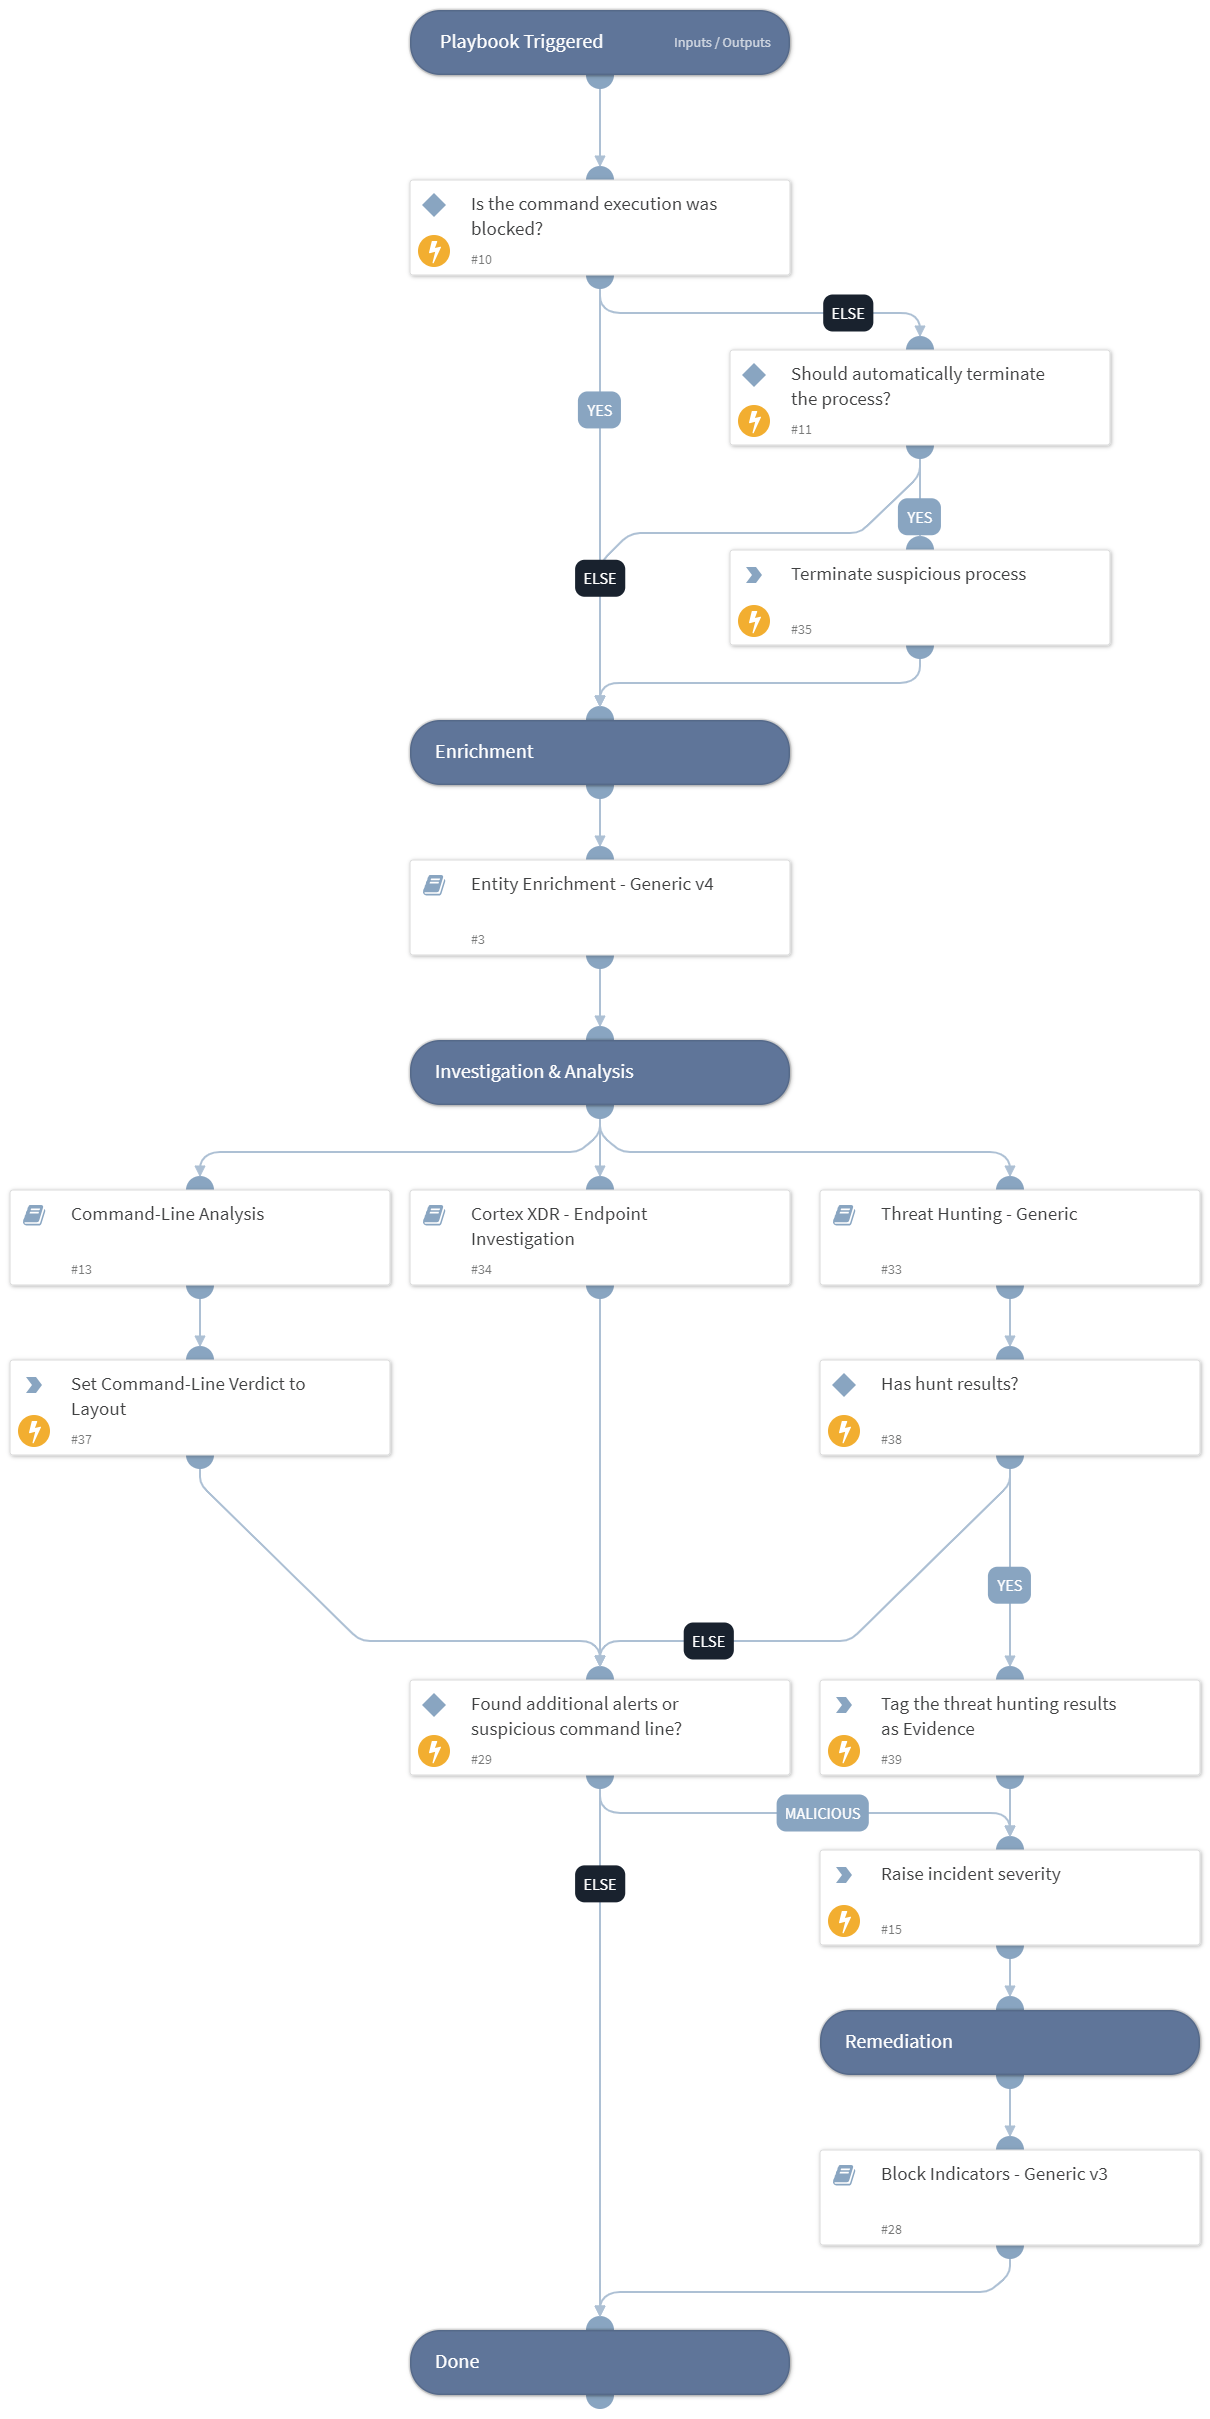 Playbook Triggered
Inputs / Outputs
Is the command execution was
blocked?
#10
ELSE
Should automatically terminate
the process?
#11
YES
YES
ELSE
Terminate suspicious process
#35
Enrichment
Entity Enrichment - Generic v4
#3
Investigation & Analysis
Command-Line Analysis
#13
Cortex XDR - Endpoint
Investigation
#34
Threat Hunting - Generic
#33
Set Command-Line Verdict to
Layout
#37
Has hunt results?
#38
YES
ELSE
Found additional alerts or
suspicious command line?
#29
Tag the threat hunting results
as Evidence
#39
MALICIOUS
ELSE
Raise incident severity
#15
Remediation
Block Indicators - Generic v3
#28
Done